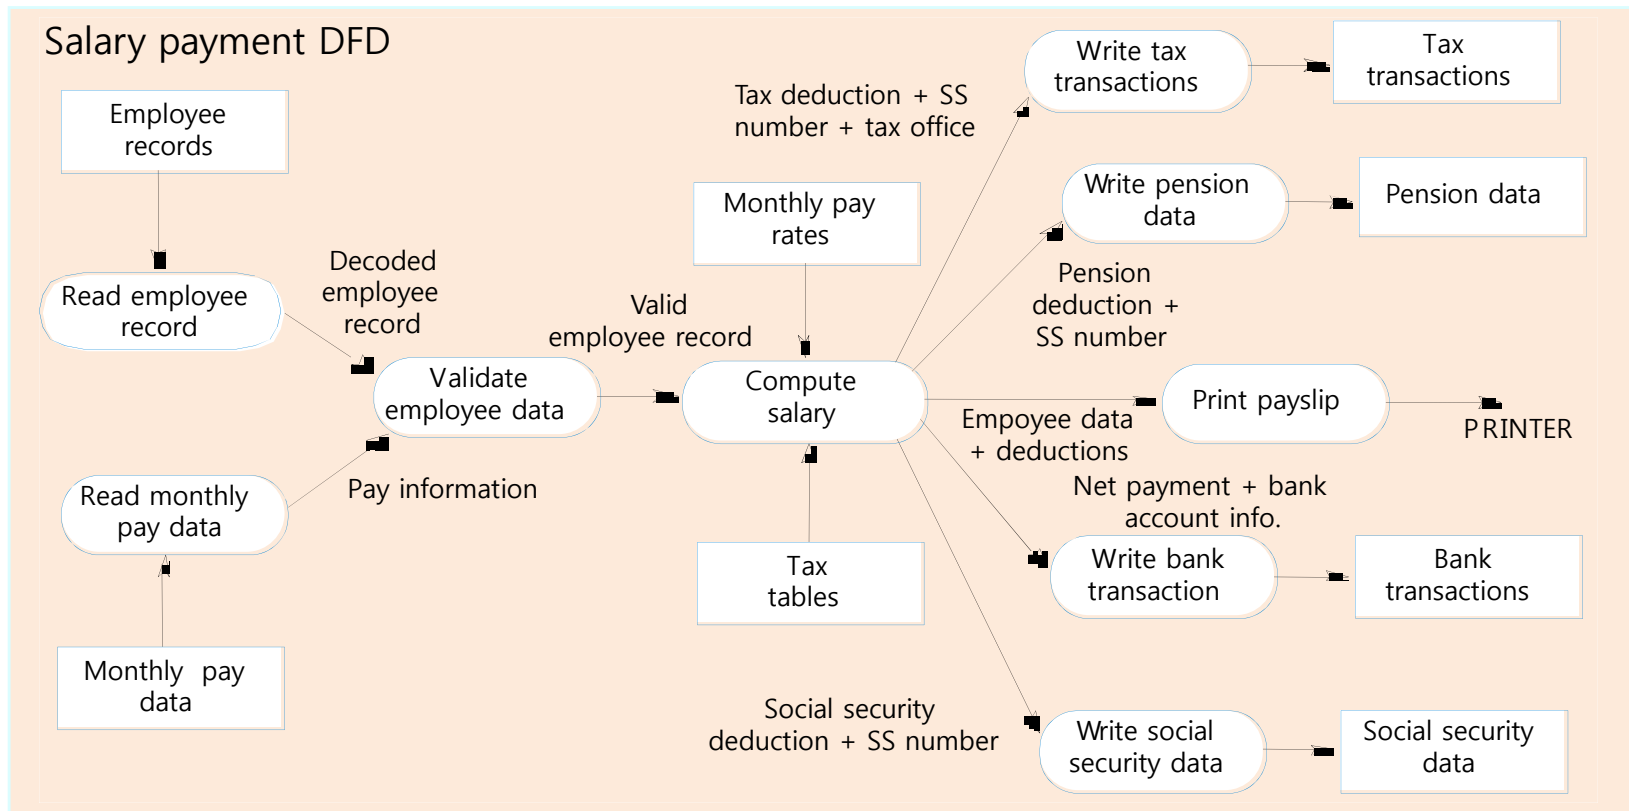 Salary payment DFD
Employee
records
Read employee
record
Decoded
employee
record
Validate
employee data
Pay information
Read monthly
pay data
Monthly pay
data
Valid
employee record
Monthly pay
rates
Compute
salary
Tax
tables
Tax deduction + SS
number + tax office
Write tax
transactions
Tax
transactions
Write pension
data
Pension data
Pension
deduction +
SS number
Print payslip
PRINTER
Empoyee data
+ deductions
Net payment + bank
account info.
Write bank
transaction
Bank
transactions
Social security
deduction + SS number
Write social
security data
Social security
data